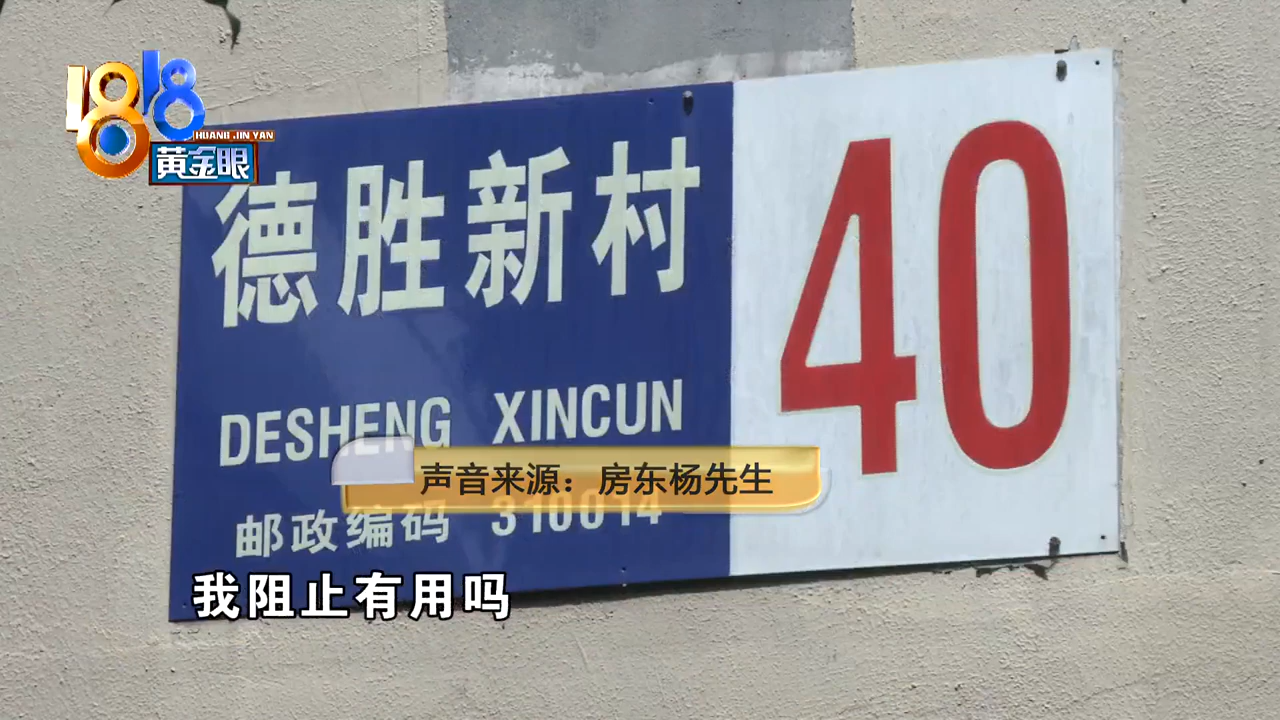 1818
HUANG JIN YAN
黄金眼
德胜新村
40
DESHENG XINCUN
声音来源：房东杨先生
邮政编码 310014
我阻止有用吗